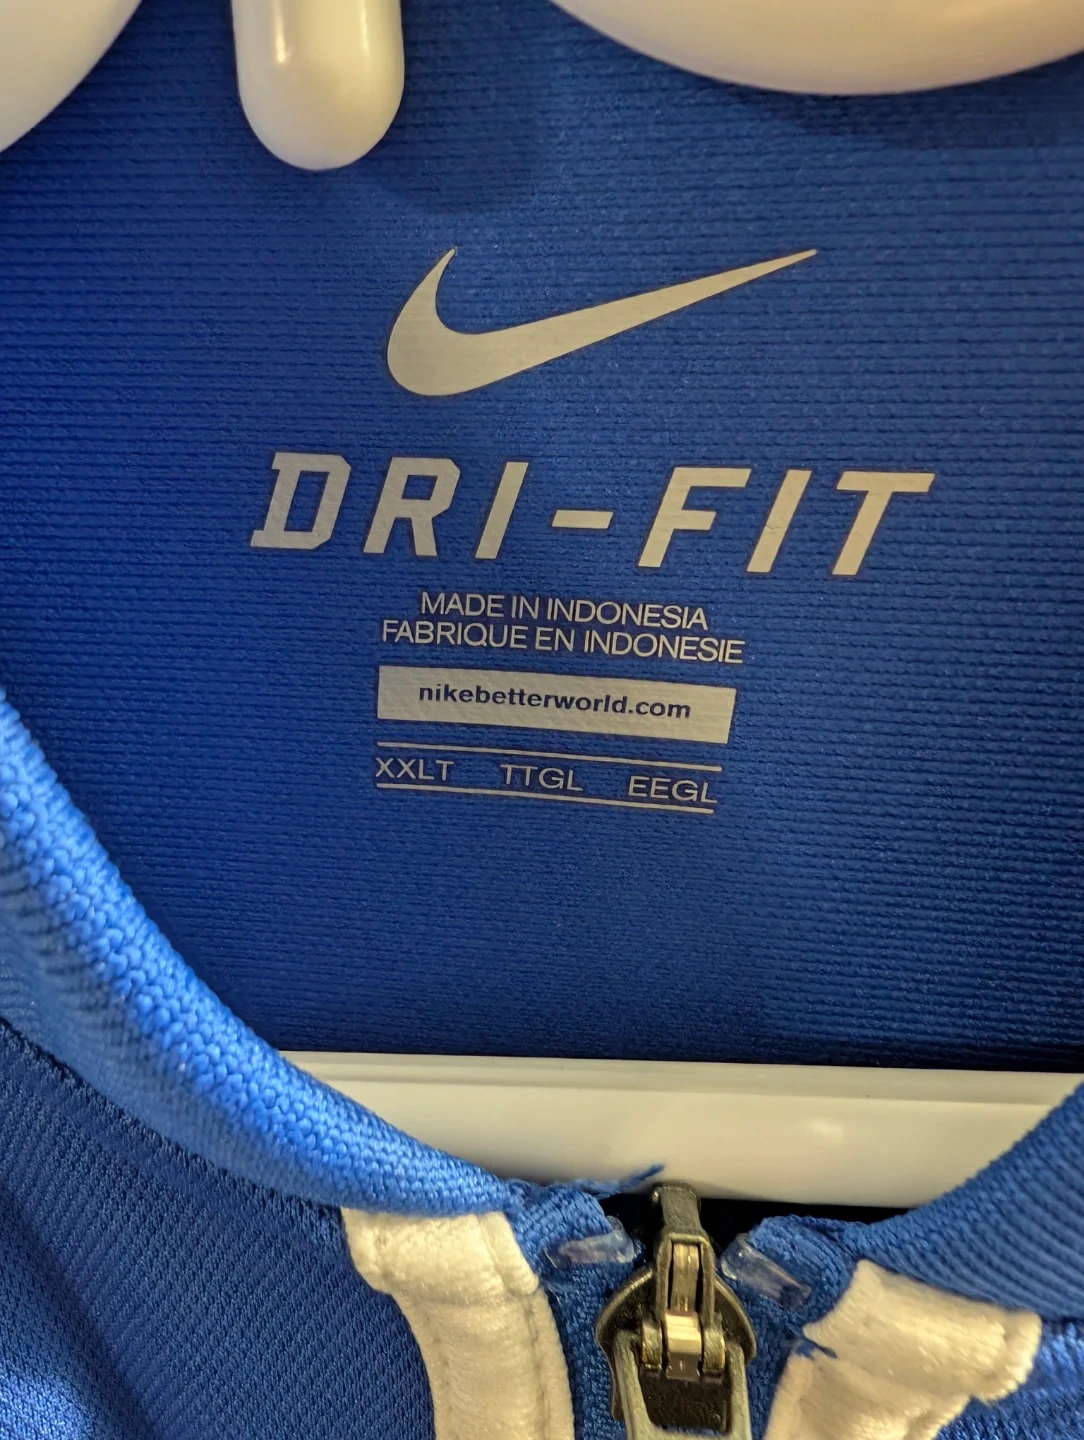 DRI-FIT
MADE IN INDONESIA
FABRIQUE EN INDONESIE
nikebetterworld.com
XXLT TTGL EEGL